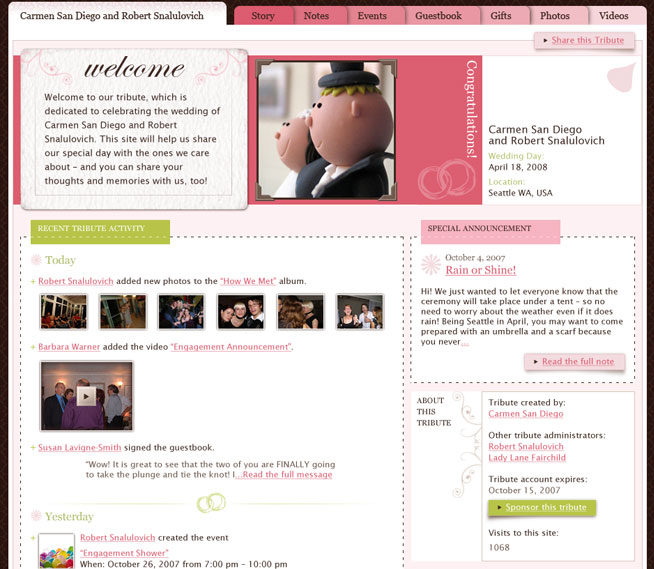 Carmen San Diego and Robert Snalulovich
Story
Notes
Events
Guestbook
Gifts
Photos
Videos
Share this Tribute
welcome
Welcome to our tribute, which is
dedicated to celebrating the wedding of
Carmen San Diego and Robert
Snalulovich. This site will help us share
our special day with the ones we care
about – and you can share your
thoughts and memories with us, too!
Congratulations!
Carmen San Diego
and Robert Snalulovich
Wedding Day:
April 18, 2008
Location:
Seattle WA, USA
RECENT TRIBUTE ACTIVITY
Today
+ Robert Snalulovich added new photos to the “How We Met” album.
+ Barbara Warner added the video “Engagement Announcement”.
+ Susan Lavigne-Smith signed the guestbook.
“Wow! It is great to see that the two of you are FINALLY going
to take the plunge and tie the knot! I...Read the full message
Yesterday
+ Robert Snalulovich created the event
“Engagement Shower”
When: October 26, 2007 from 7:00 pm – 10:00 pm
SPECIAL ANNOUNCEMENT
October 4, 2007
Rain or Shine!
Hi! We just wanted to let everyone know that the
ceremony will take place under a tent – so no
need to worry about the weather even if it does
rain! Being Seattle in April, you may want to come
prepared with an umbrella and a scarf because
you never...
Read the full note
ABOUT
THIS
TRIBUTE
Tribute created by:
Carmen San Diego
Other tribute administrators:
Robert Snalulovich
Lady Lane Fairchild
Tribute account expires:
October 15, 2007
Sponsor this tribute
Visits to this site:
1068